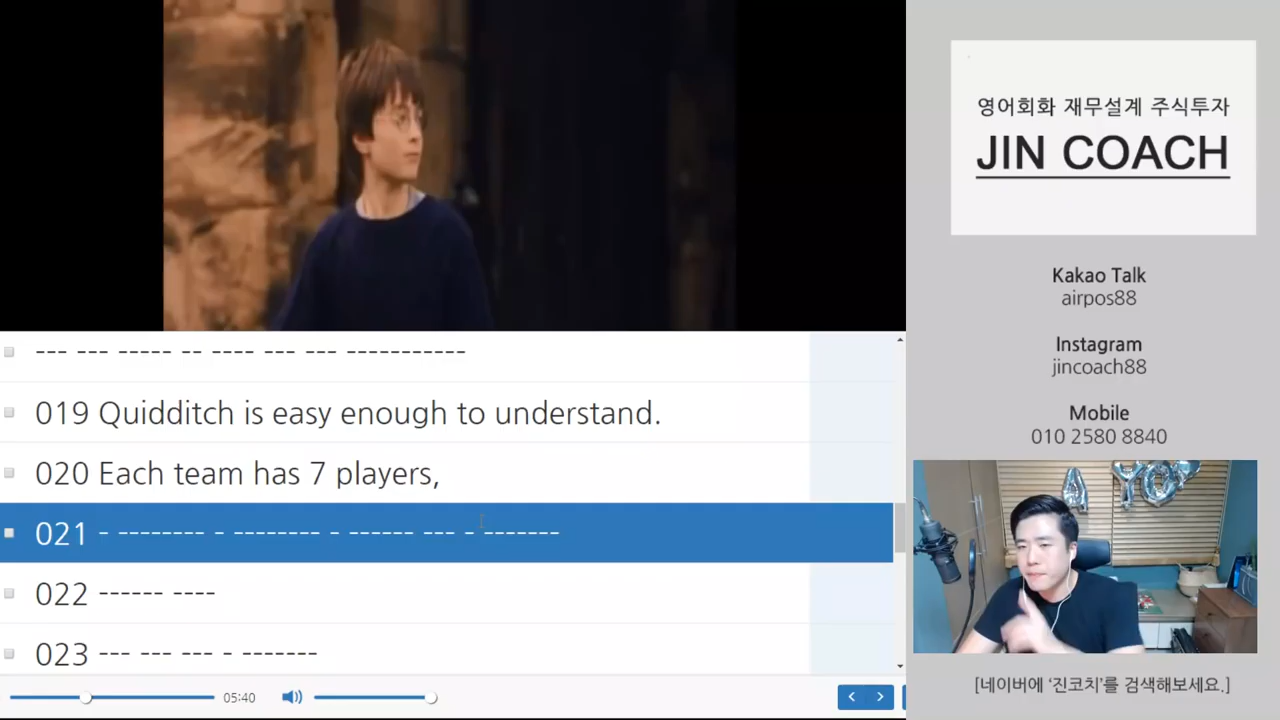 --- --- ----- -- ---- --- --- -----------
019 Quidditch is easy enough to understand.
020 Each team has 7 players,
021 - -------- - -------- - ------ --- - -------
022 ------ ----
023 --- --- --- - -------
05:40
영어회화 재무설계 주식투자
JIN COACH
Kakao Talk
airpos88
Instagram
jincoach88
Mobile
010 2580 8840
[네이버에 '진코치'를 검색해보세요.]